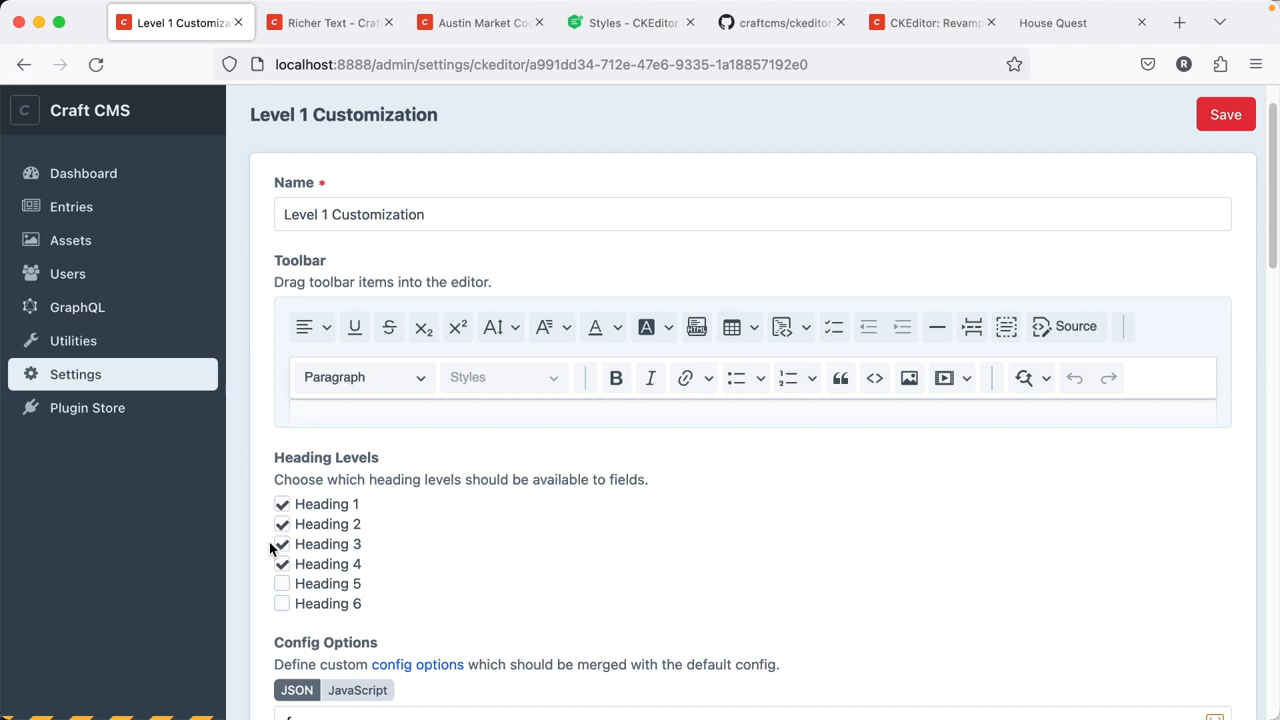 Level 1 Customiza
Richer Text - Craf
Austin Market Co
Styles - CKEditor
craftcms/ckeditor
CKEditor: Revamp
House Quest
localhost:8888/admin/settings/ckeditor/a991dd34-712e-47e6-9335-1a18857192e0
R
C Craft CMS
Dashboard
Entries
Assets
Users
GraphQL
Utilities
Settings
Plugin Store
Level 1 Customization
Save
Name *
Level 1 Customization
Toolbar
Drag toolbar items into the editor.
Source
Paragraph
Styles
Heading Levels
Choose which heading levels should be available to fields.
Heading 1
Heading 2
Heading 3
Heading 4
Heading 5
Heading 6
Config Options
Define custom config options which should be merged with the default config.
JSON JavaScript